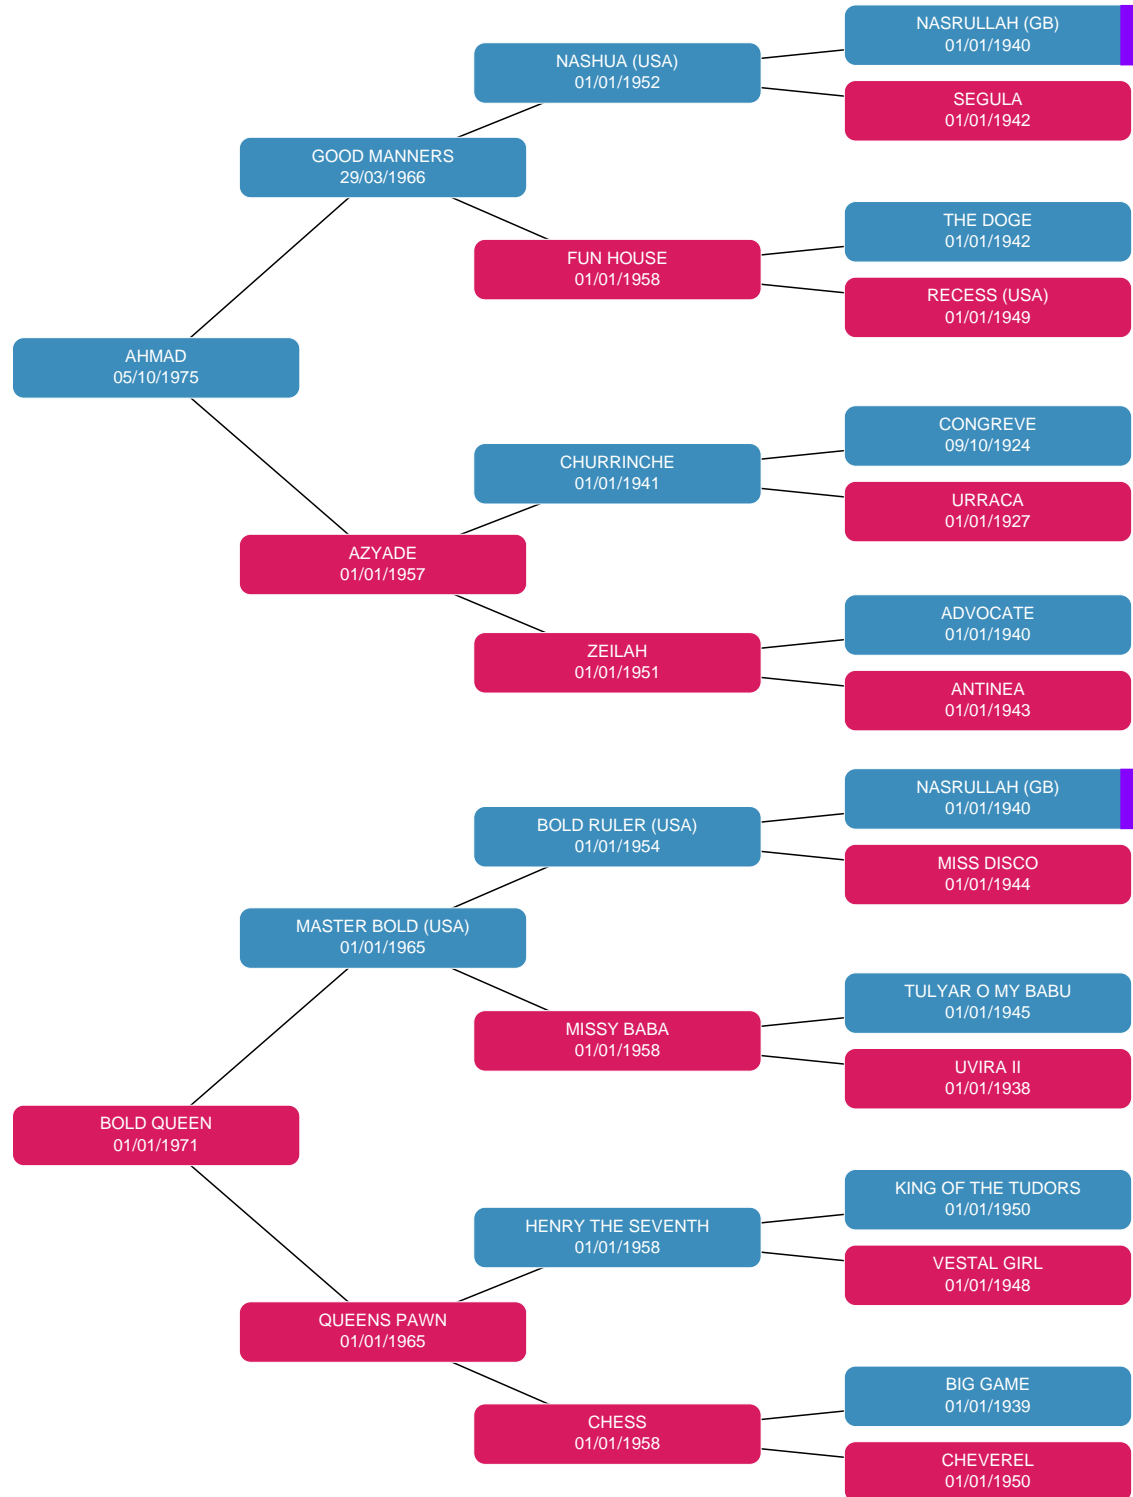 NASRULLAH (GB)
01/01/1940
NASHUA (USA)
01/01/1952
SEGULA
01/01/1942
GOOD MANNERS
29/03/1966
THE DOGE
01/01/1942
FUN HOUSE
01/01/1958
RECESS (USA)
01/01/1949
AHMAD
05/10/1975
CONGREVE
09/10/1924
CHURRINCHE
01/01/1941
URRACA
01/01/1927
AZYADE
01/01/1957
ADVOCATE
01/01/1940
ZEILAH
01/01/1951
ANTINEA
01/01/1943
NASRULLAH (GB)
01/01/1940
BOLD RULER (USA)
01/01/1954
MISS DISCO
01/01/1944
MASTER BOLD (USA)
01/01/1965
TULYAR O MY BABU
01/01/1945
MISSY BABA
01/01/1958
UVIRA II
01/01/1938
BOLD QUEEN
01/01/1971
KING OF THE TUDORS
01/01/1950
HENRY THE SEVENTH
01/01/1958
VESTAL GIRL
01/01/1948
QUEENS PAWN
01/01/1965
BIG GAME
01/01/1939
CHESS
01/01/1958
CHEVEREL
01/01/1950